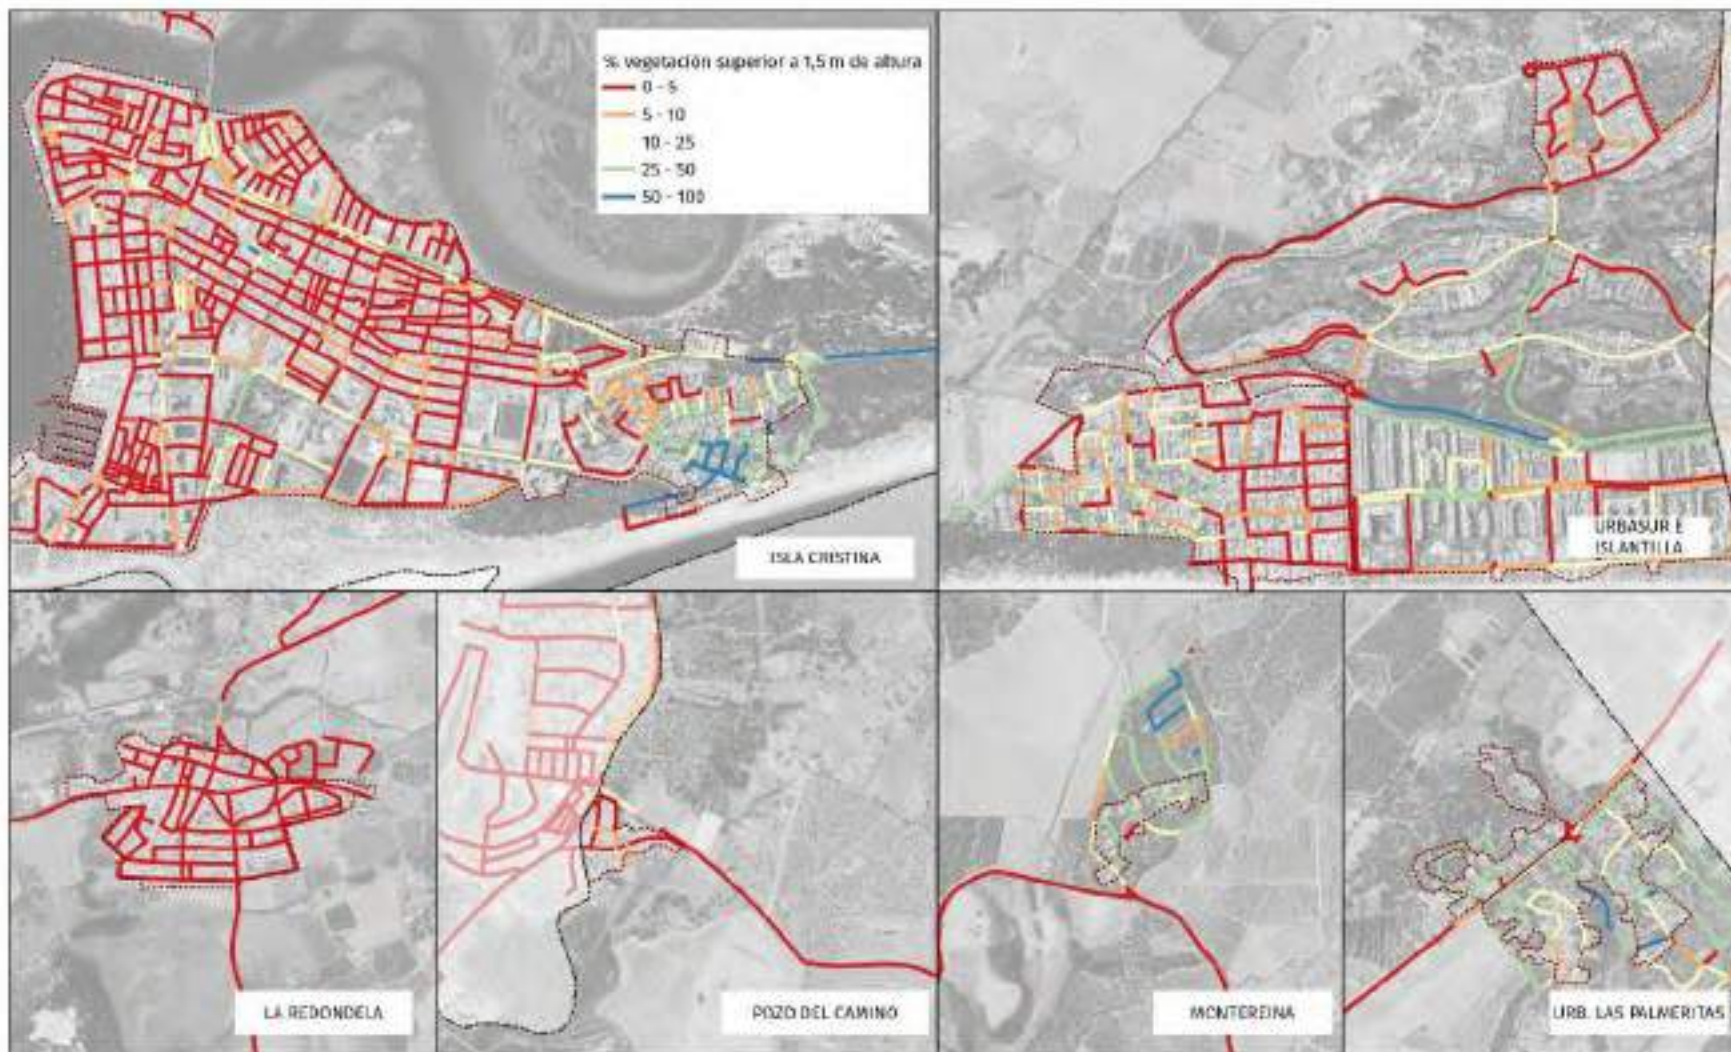 % vegetación superior a 1,5 m de altura
0 - 5
5 - 10
10 - 25
25 - 50
50 - 100
ISLA CRISTINA
URBASUR E
ISLANTILLA
LA REDONDELA
POZO DEL CAMINO
MONTEREINA
URB. LAS PALMERITAS